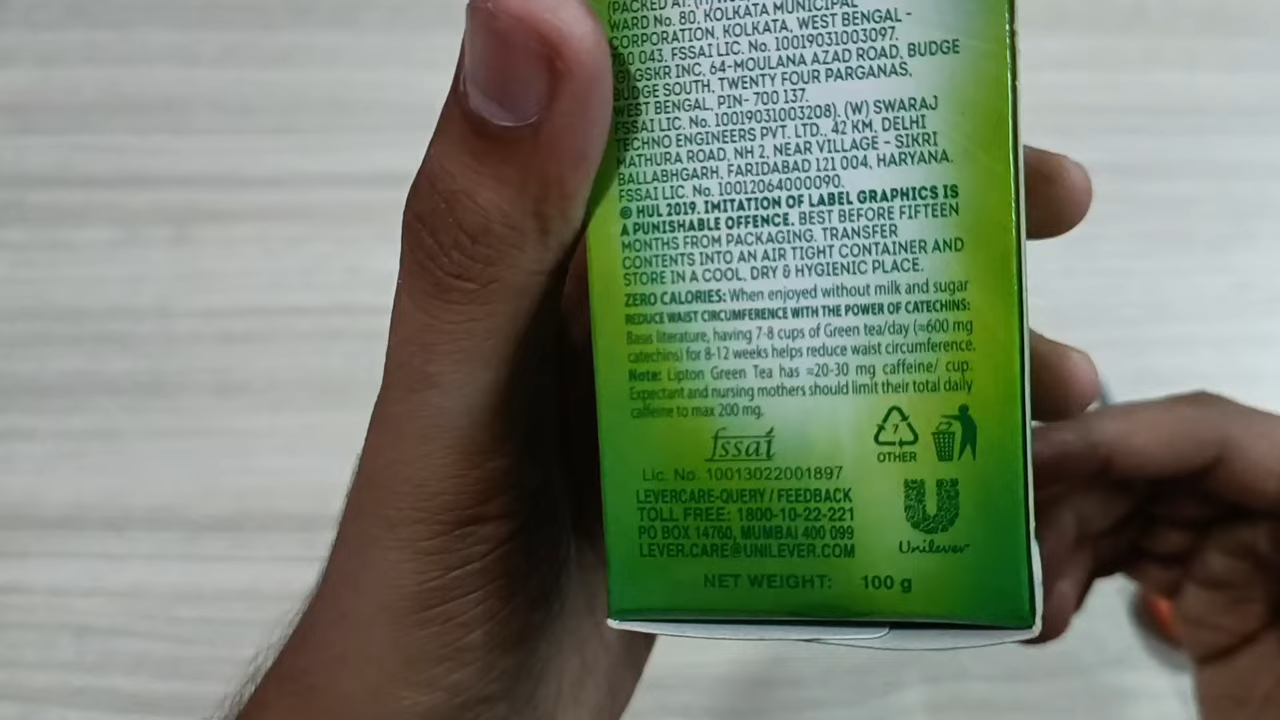 (PACKED AT:
WARD No. 80, KOLKATA MUNICIPAL
CORPORATION, KOLKATA, WEST BENGAL -
700 043. FSSAI LIC. No. 10019031003097.
(G) GSKR INC, 64-MOULANA AZAD ROAD, BUDGE
BUDGE SOUTH, TWENTY FOUR PARGANAS,
WEST BENGAL, PIN- 700 137.
FSSAI LIC. No. 10019031003208). (W) SWARAJ
TECHNO ENGINEERS PVT. LTD., 42 KM, DELHI
MATHURA ROAD, NH 2, NEAR VILLAGE - SIKRI
BALLABHGARH, FARIDABAD 121 004, HARYANA.
FSSAI LIC. No. 10012064000090.
© HUL 2019. IMITATION OF LABEL GRAPHICS IS
A PUNISHABLE OFFENCE. BEST BEFORE FIFTEEN
MONTHS FROM PACKAGING. TRANSFER
CONTENTS INTO AN AIR TIGHT CONTAINER AND
STORE IN A COOL, DRY & HYGIENIC PLACE.
ZERO CALORIES: When enjoyed without milk and sugar
REDUCE WAIST CIRCUMFERENCE WITH THE POWER OF CATECHINS:
Basis literature, having 7-8 cups of Green tea/day (≈600 mg
catechins) for 8-12 weeks helps reduce waist circumference.
Note: Lipton Green Tea has ≈20-30 mg caffeine/ cup.
Expectant and nursing mothers should limit their total daily
caffeine to max 200 mg.
fssai
Lic. No. 10013022001897
7
OTHER
LEVERCARE-QUERY / FEEDBACK
TOLL FREE: 1800-10-22-221
PO BOX 14760, MUMBAI 400 099
LEVER.CARE@UNILEVER.COM
Unilever
NET WEIGHT: 100 g